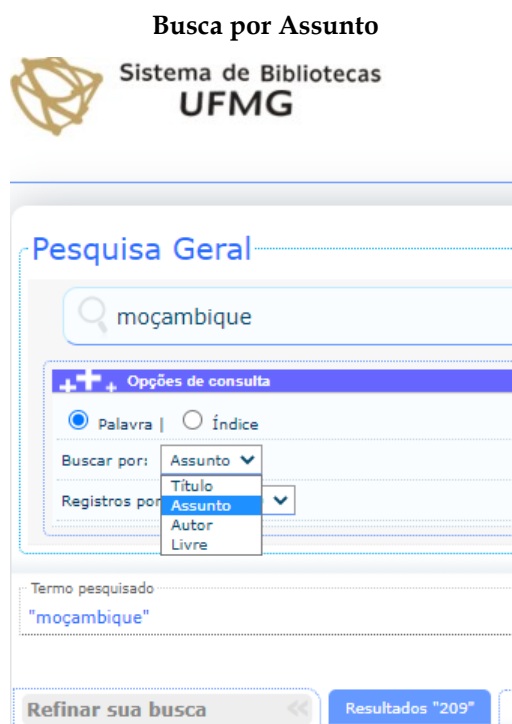 Busca por Assunto
Sistema de Bibliotecas
UFMG
Pesquisa Geral
moçambique
Opções de consulta
Palavra | Índice
Buscar por: Assunto
Título
Registros por
Assunto
Autor
Livre
Termo pesquisado
"moçambique"
Refinar sua busca
Resultados "209"